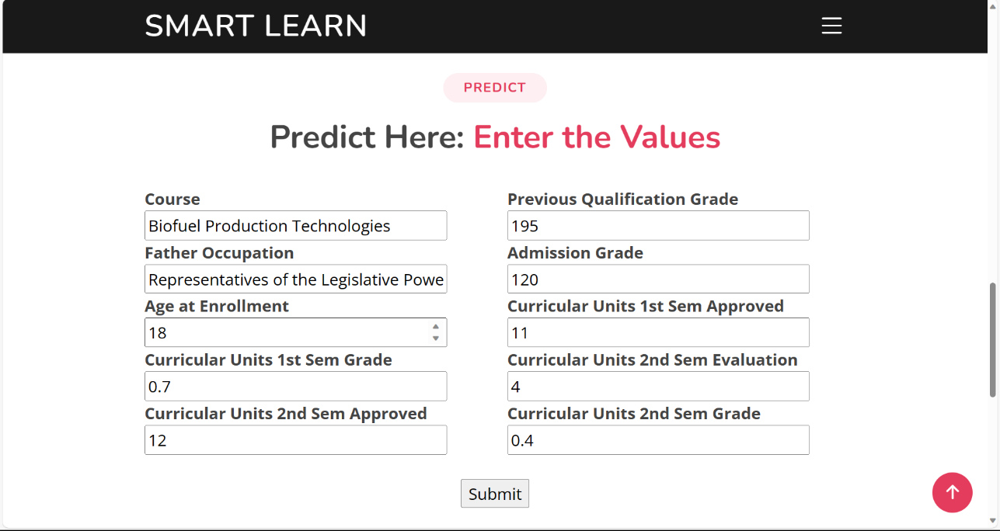 SMART LEARN
PREDICT
Predict Here: Enter the Values
Course
Previous Qualification Grade
Biofuel Production Technologies
195
Father Occupation
Admission Grade
Representatives of the Legislative Powe
120
Age at Enrollment
Curricular Units 1st Sem Approved
18
11
Curricular Units 1st Sem Grade
Curricular Units 2nd Sem Evaluation
0.7
4
Curricular Units 2nd Sem Approved
Curricular Units 2nd Sem Grade
12
0.4
Submit